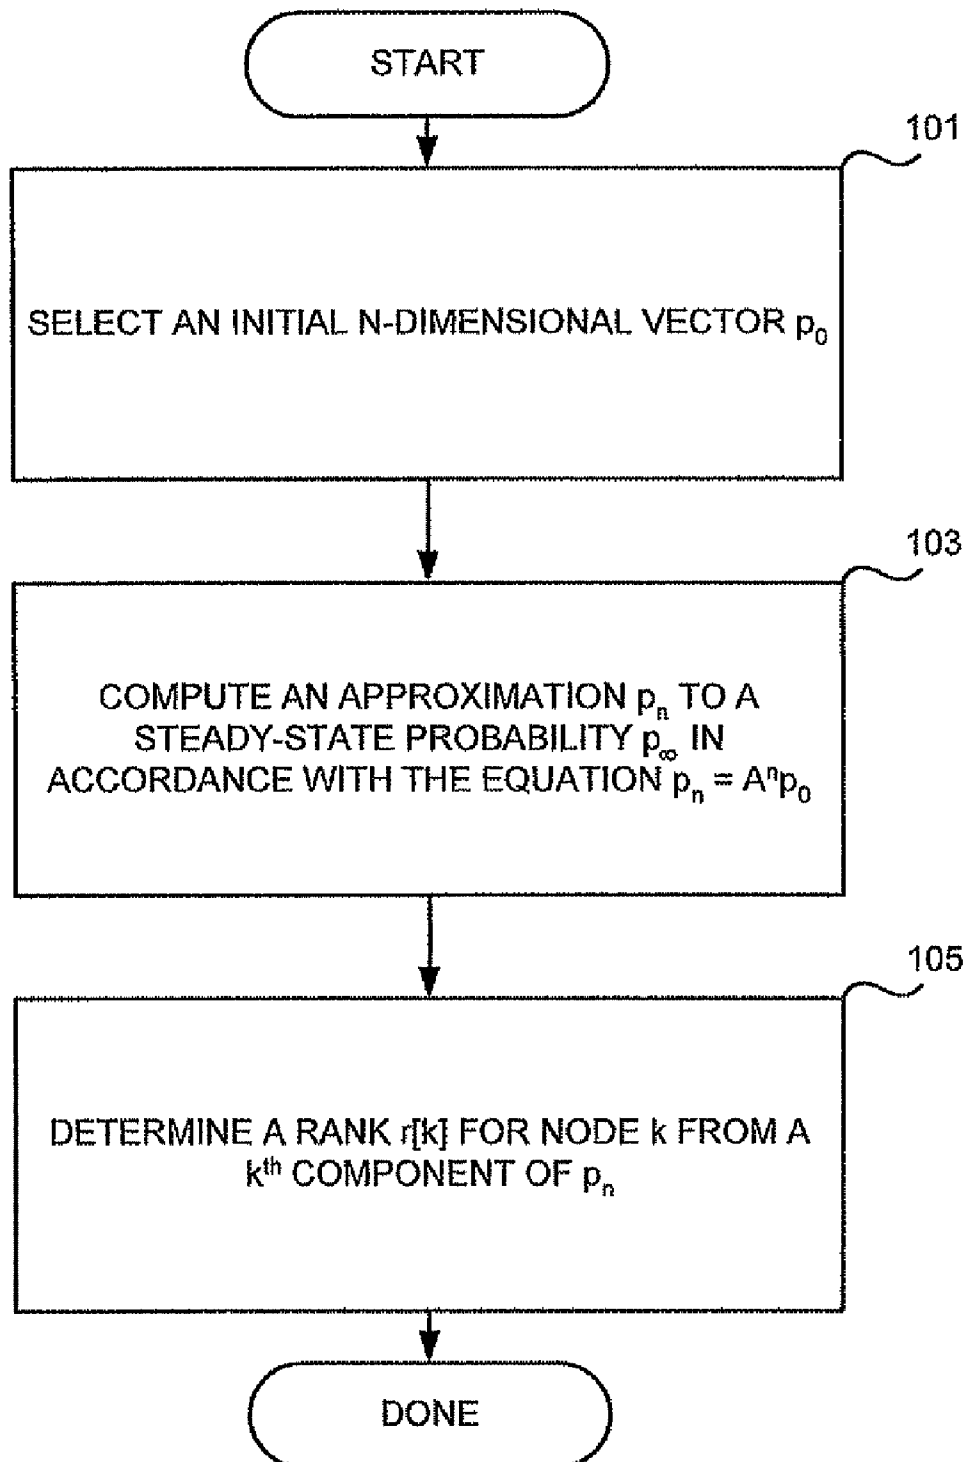 START
101
SELECT AN INITIAL N-DIMENSIONAL VECTOR p₀
103
COMPUTE AN APPROXIMATION pₙ TO A
STEADY-STATE PROBABILITY p∞ IN
ACCORDANCE WITH THE EQUATION pₙ = Aⁿp₀
105
DETERMINE A RANK r[k] FOR NODE k FROM A
kᵗʰ COMPONENT OF pₙ
DONE